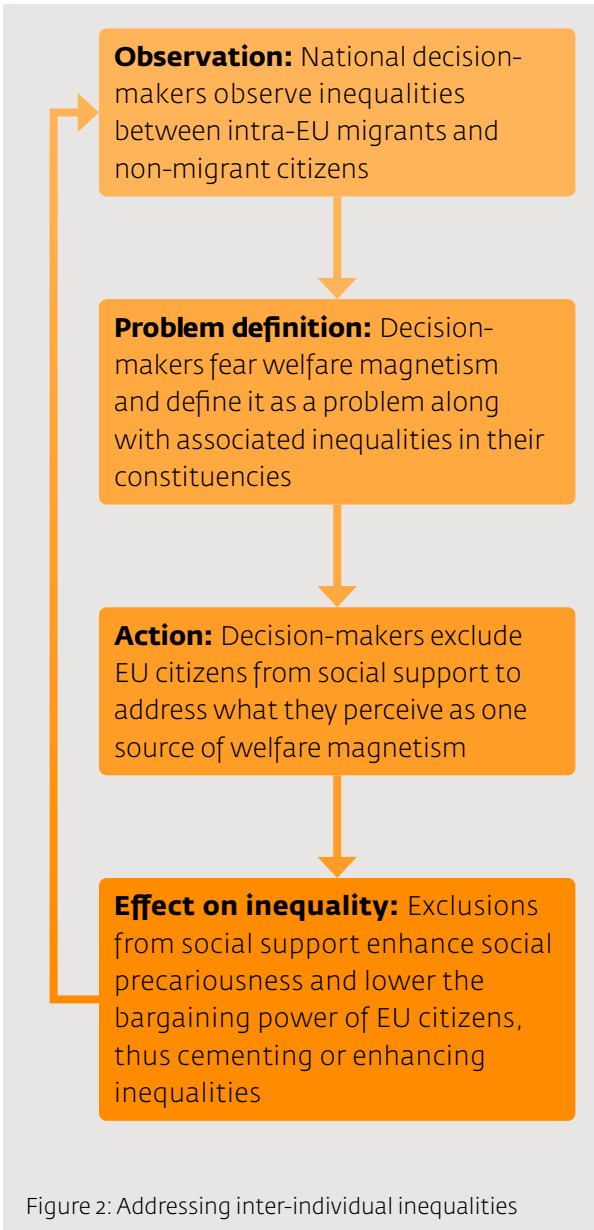 Observation: National decision-
makers observe inequalities
between intra-EU migrants and
non-migrant citizens
Problem definition: Decision-
makers fear welfare magnetism
and define it as a problem along
with associated inequalities in their
constituencies
Action: Decision-makers exclude
EU citizens from social support to
address what they perceive as one
source of welfare magnetism
Effect on inequality: Exclusions
from social support enhance social
precariousness and lower the
bargaining power of EU citizens,
thus cementing or enhancing
inequalities
Figure 2: Addressing inter-individual inequalities